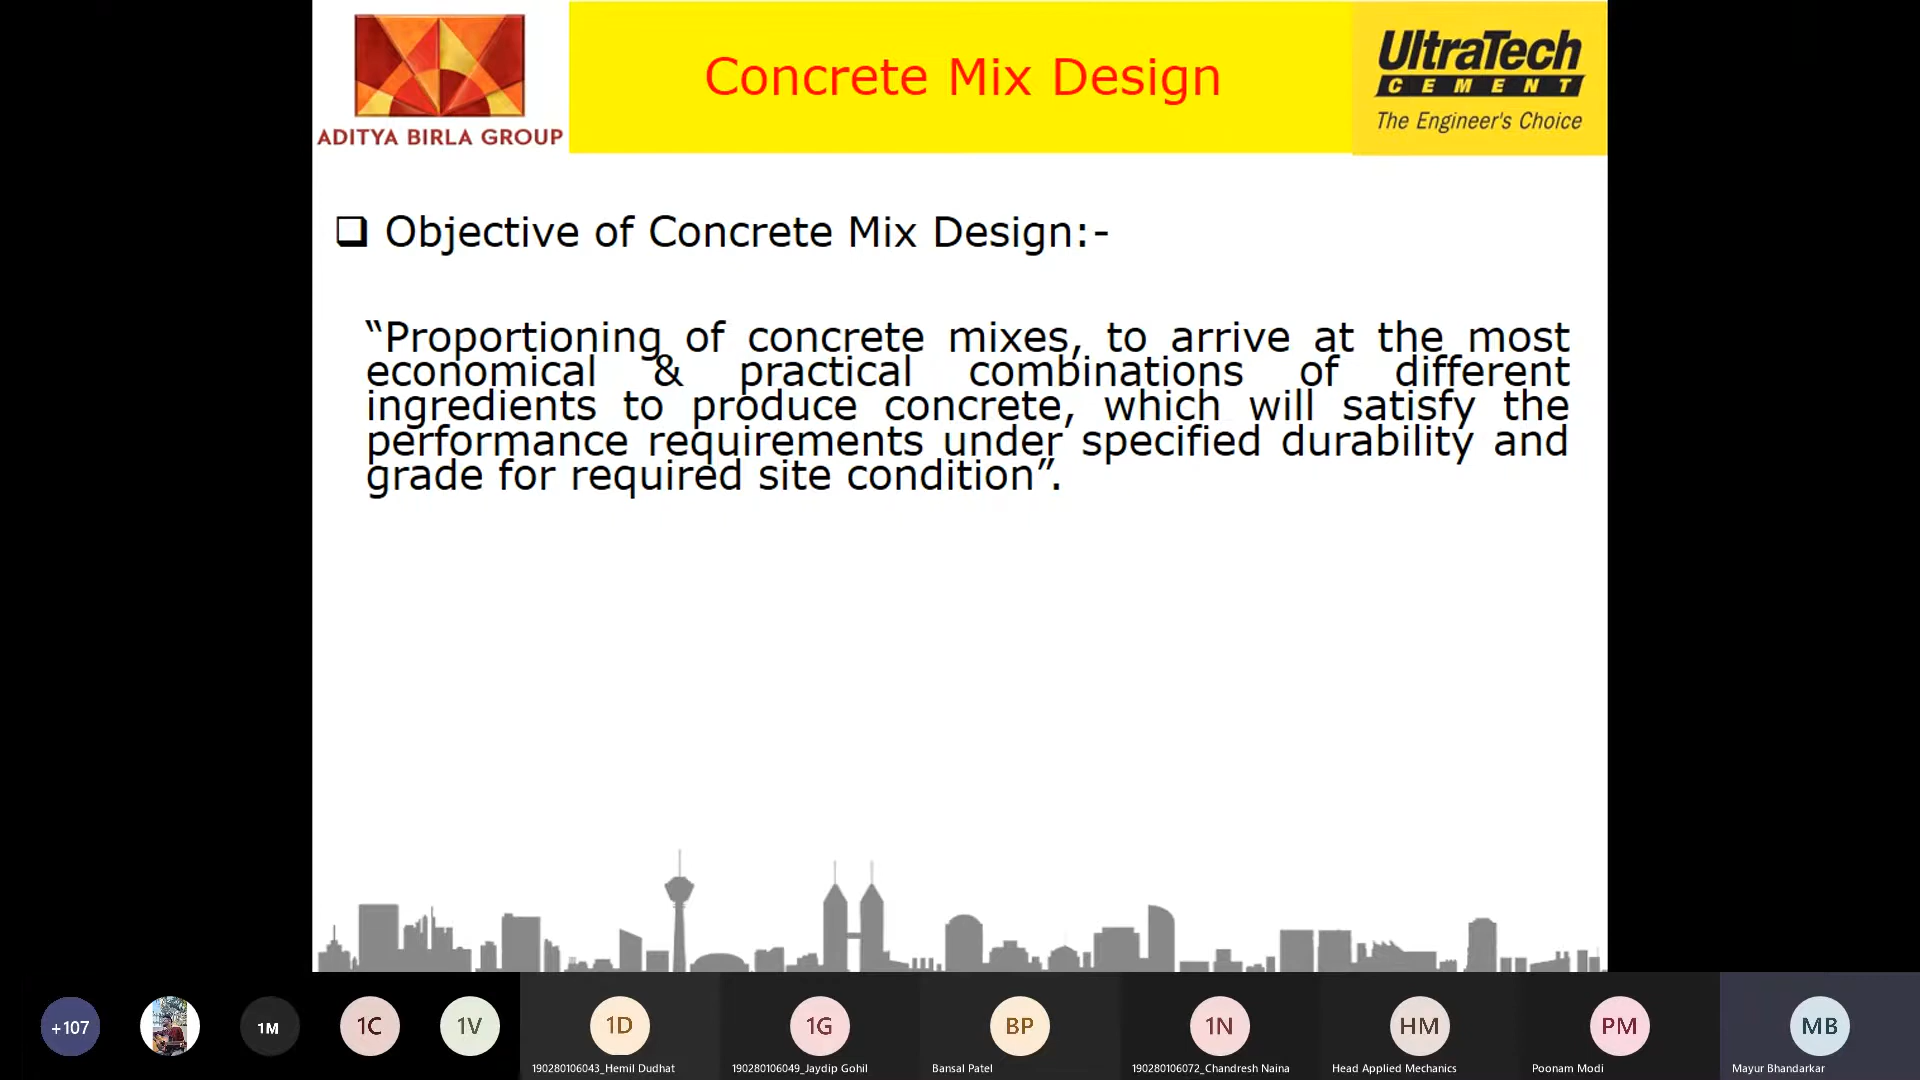 ADITYA BIRLA GROUP
Concrete Mix Design
UltraTech
CEMENT
The Engineer's Choice
❑ Objective of Concrete Mix Design:-
“Proportioning of concrete mixes, to arrive at the most
economical & practical combinations of different
ingredients to produce concrete, which will satisfy the
performance requirements under specified durability and
grade for required site condition”.
+107
1M
1C
1V
1D
1G
BP
1N
HM
PM
MB
190280106043_Hemil Dudhat
190280106049_Jaydip Gohil
Bansal Patel
190280106072_Chandresh Naina
Head Applied Mechanics
Poonam Modi
Mayur Bhandarkar